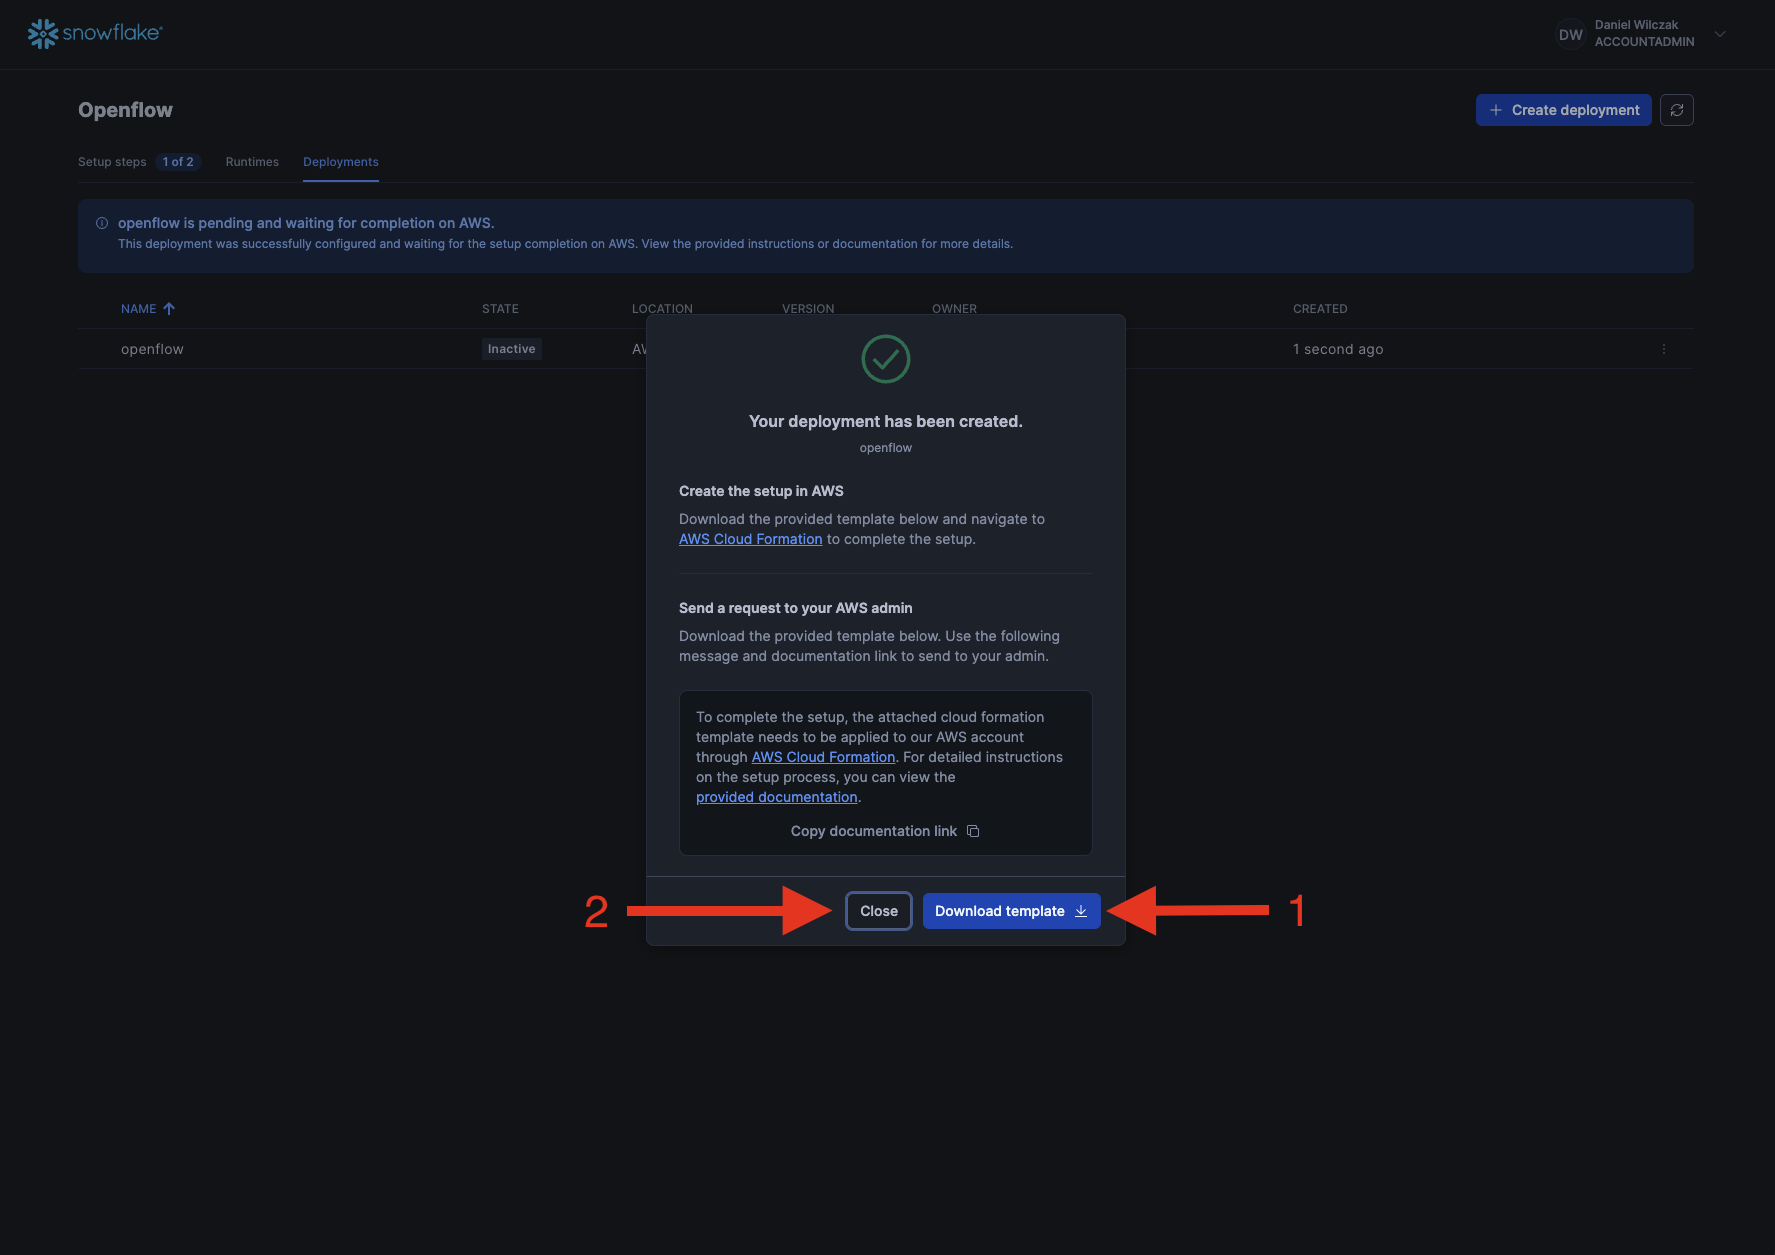 snowflake®
DW
Daniel Wilczak
ACCOUNTADMIN
Openflow
Create deployment
Setup steps 1 of 2 Runtimes Deployments
openflow is pending and waiting for completion on AWS.
This deployment was successfully configured and waiting for the setup completion on AWS. View the provided instructions or documentation for more details.
NAME STATE LOCATION VERSION OWNER CREATED
openflow Inactive 1 second ago
Your deployment has been created.
openflow
Create the setup in AWS
Download the provided template below and navigate to
AWS Cloud Formation to complete the setup.
Send a request to your AWS admin
Download the provided template below. Use the following
message and documentation link to send to your admin.
To complete the setup, the attached cloud formation
template needs to be applied to our AWS account
through AWS Cloud Formation. For detailed instructions
on the setup process, you can view the
provided documentation.
Copy documentation link
2 Close Download template 1